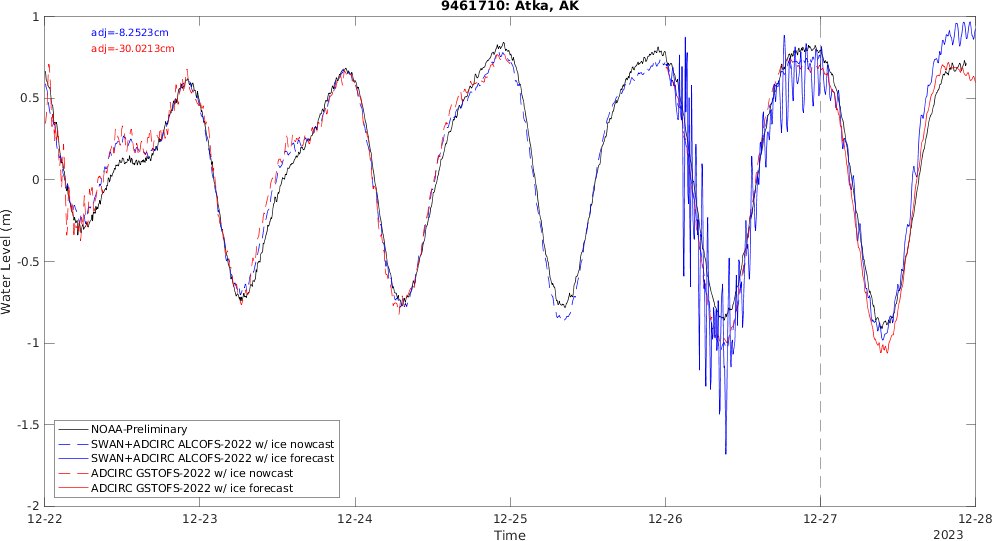 9461710: Atka, AK
adj=-8.2523cm
adj=-30.0213cm
1
0.5
0
-0.5
-1
-1.5
-2
Water Level (m)
NOAA-Preliminary
SWAN+ADCIRC ALCOFS-2022 w/ ice nowcast
SWAN+ADCIRC ALCOFS-2022 w/ ice forecast
ADCIRC GSTOFS-2022 w/ ice nowcast
ADCIRC GSTOFS-2022 w/ ice forecast
12-22 12-23 12-24 12-25 12-26 12-27 12-28
Time
2023